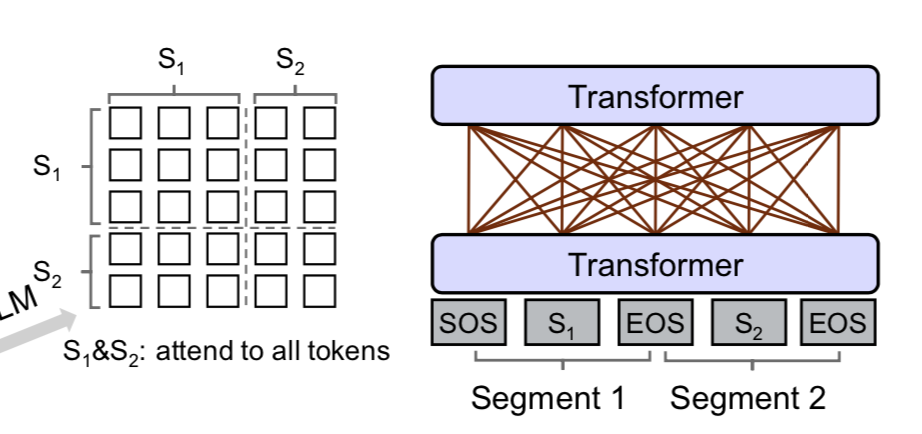 S₁ S₂
S₁
S₂
LM
S₁&S₂: attend to all tokens
Transformer
Transformer
SOS S₁ EOS S₂ EOS
Segment 1 Segment 2